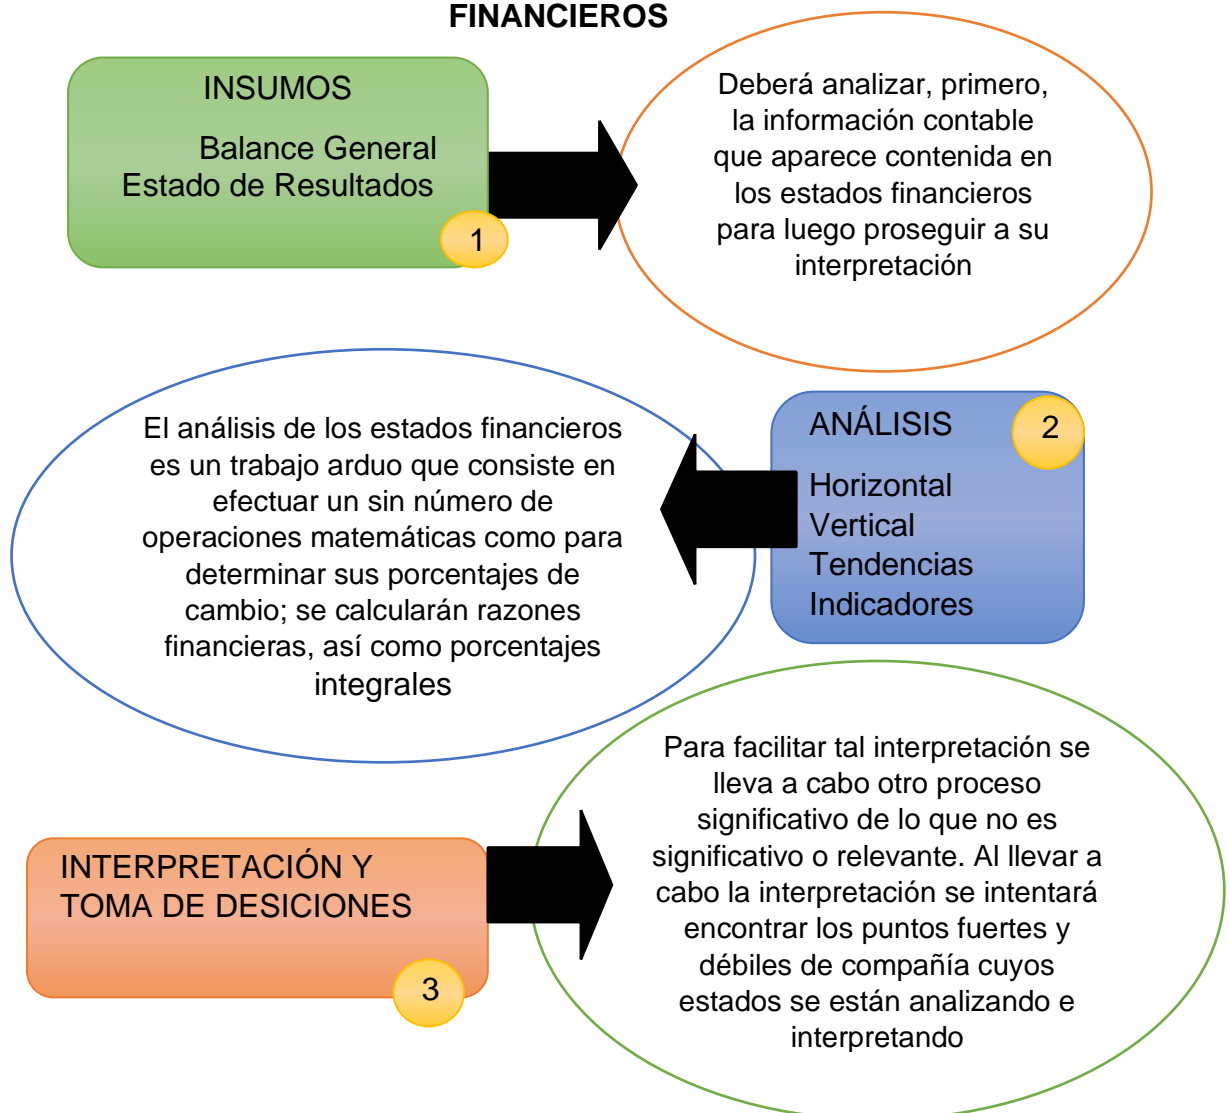 FINANCIEROS
INSUMOS
Balance General
Estado de Resultados
1
Deberá analizar, primero,
la información contable
que aparece contenida en
los estados financieros
para luego proseguir a su
interpretación
ANÁLISIS
2
Horizontal
Vertical
Tendencias
Indicadores
El análisis de los estados financieros
es un trabajo arduo que consiste en
efectuar un sin número de
operaciones matemáticas como para
determinar sus porcentajes de
cambio; se calcularán razones
financieras, así como porcentajes
integrales
INTERPRETACIÓN Y
TOMA DE DESICIONES
3
Para facilitar tal interpretación se
lleva a cabo otro proceso
significativo de lo que no es
significativo o relevante. Al llevar a
cabo la interpretación se intentará
encontrar los puntos fuertes y
débiles de compañía cuyos
estados se están analizando e
interpretando